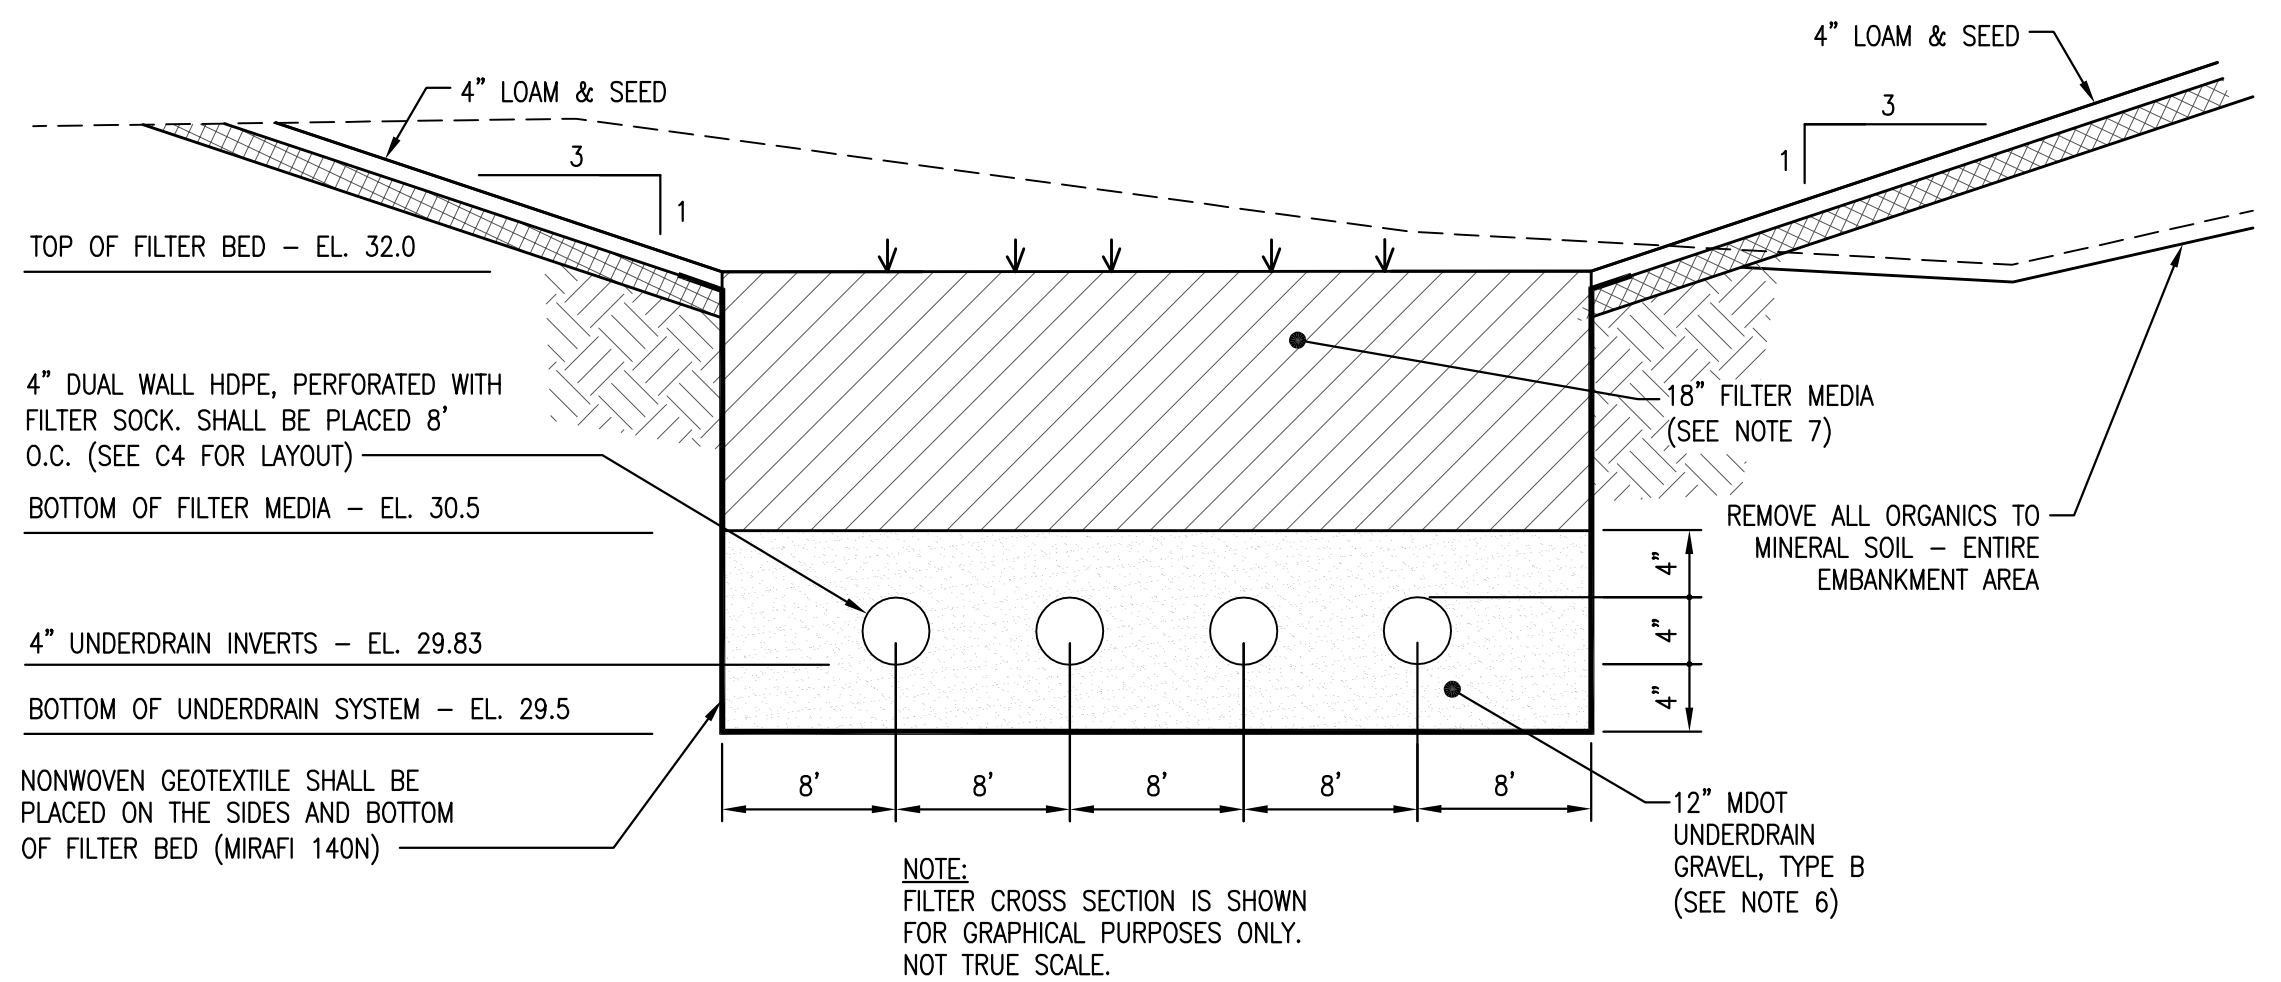 4” LOAM & SEED
4” LOAM & SEED
3
1
3
1
TOP OF FILTER BED – EL. 32.0
4” DUAL WALL HDPE, PERFORATED WITH
FILTER SOCK. SHALL BE PLACED 8’
O.C. (SEE C4 FOR LAYOUT)
18” FILTER MEDIA
(SEE NOTE 7)
BOTTOM OF FILTER MEDIA – EL. 30.5
REMOVE ALL ORGANICS TO
MINERAL SOIL – ENTIRE
EMBANKMENT AREA
4”
4”
4”
4” UNDERDRAIN INVERTS – EL. 29.83
BOTTOM OF UNDERDRAIN SYSTEM – EL. 29.5
NONWOVEN GEOTEXTILE SHALL BE
PLACED ON THE SIDES AND BOTTOM
OF FILTER BED (MIRAFI 140N)
8’
8’
8’
8’
8’
12” MDOT
UNDERDRAIN
GRAVEL, TYPE B
(SEE NOTE 6)
NOTE:
FILTER CROSS SECTION IS SHOWN
FOR GRAPHICAL PURPOSES ONLY.
NOT TRUE SCALE.